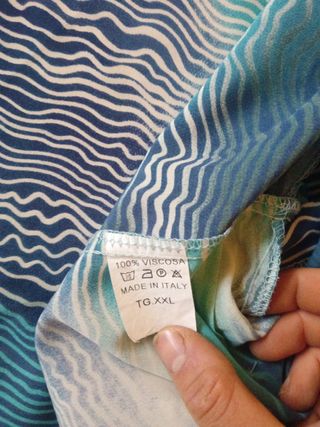 100% VISCOSA
MADE IN ITALY
TG.XXL